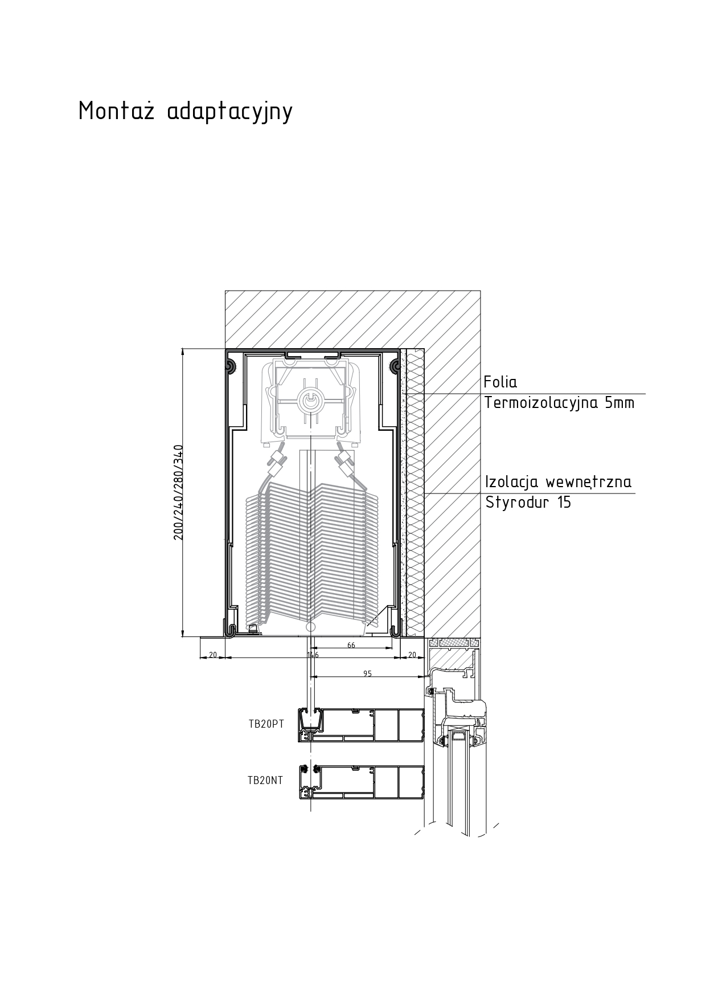 Montaż adaptacyjny
Folia
Termoizolacyjna 5mm
200/240/280/340
Izolacja wewnętrzna
Styrodur 15
66
20
146
20
95
TB20PT
TB20NT